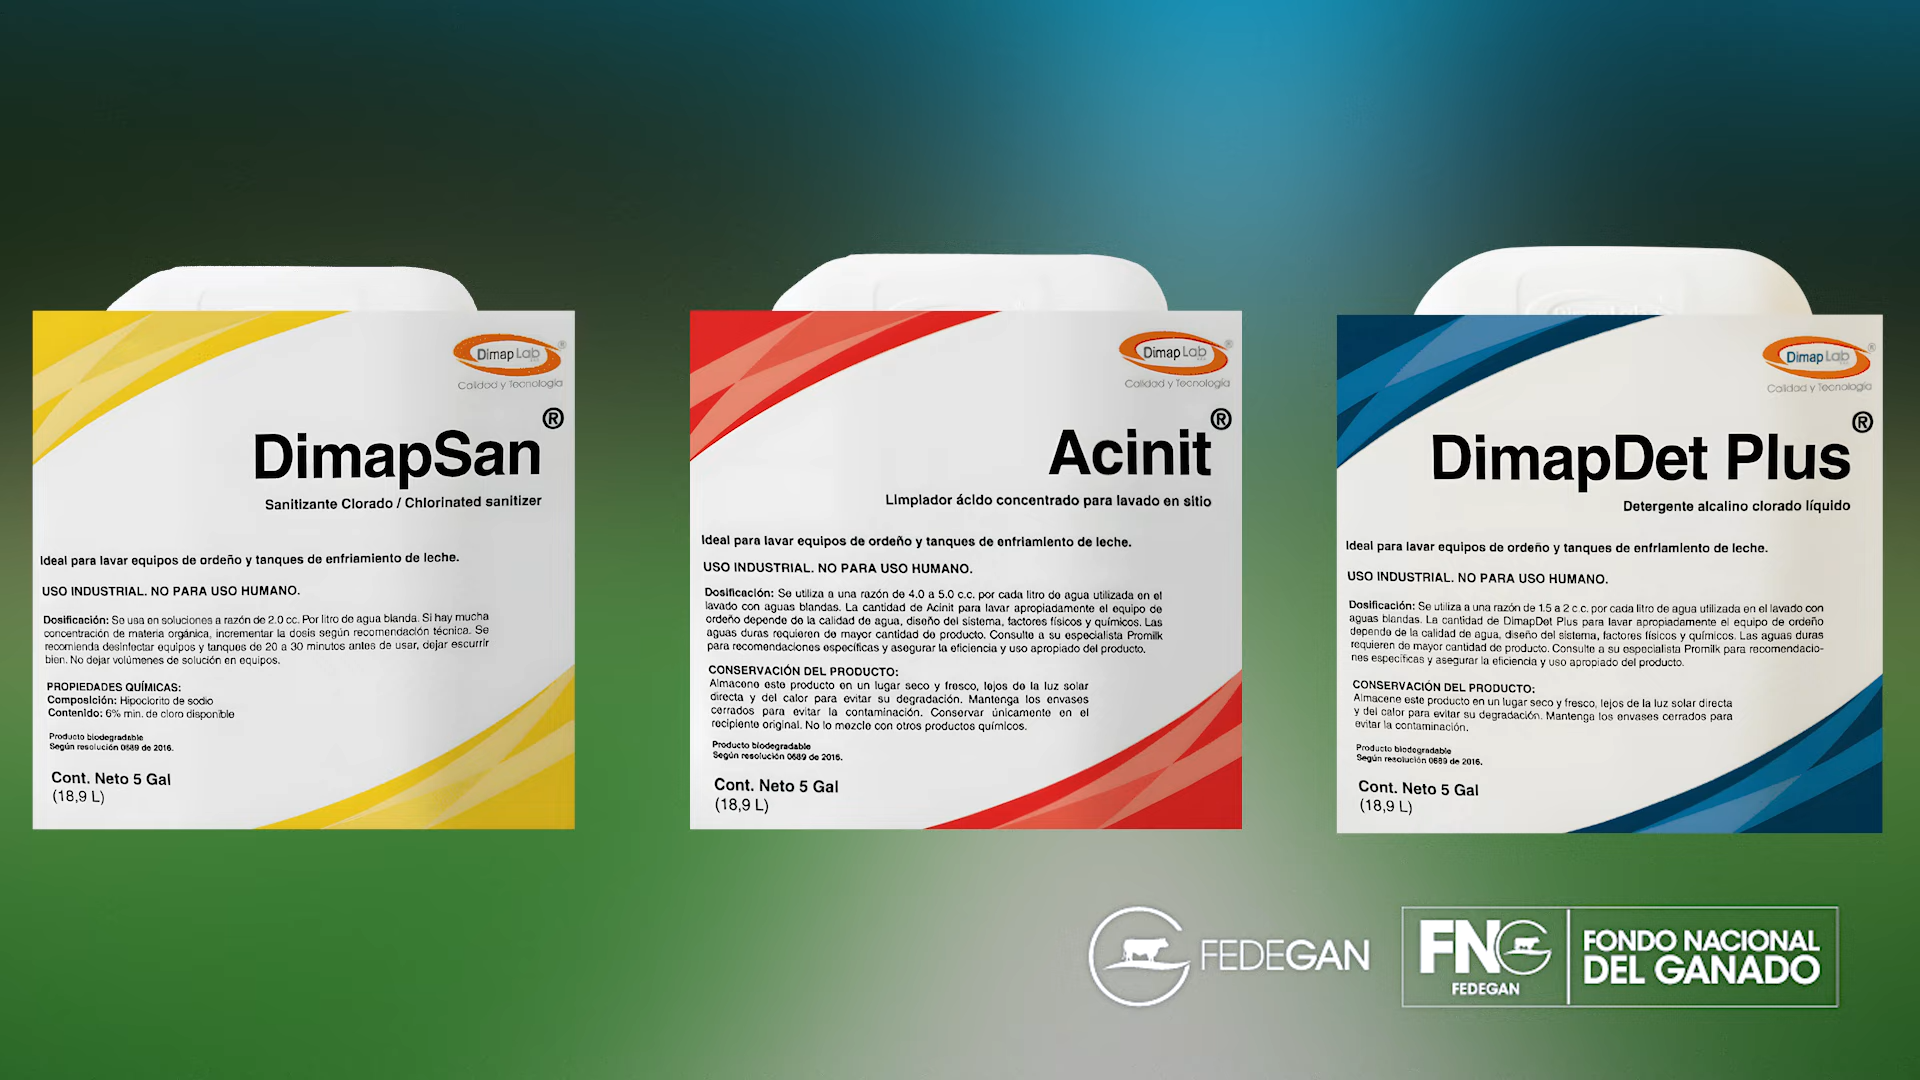 Dimap Lab®
Calidad y Tecnología
DimapSan®
Sanitizante Clorado / Chlorinated sanitizer
Ideal para lavar equipos de ordeño y tanques de enfriamiento de leche.
USO INDUSTRIAL. NO PARA USO HUMANO.
Dosificación: Se usa en soluciones a razón de 2.0 cc. Por litro de agua blanda. Si hay mucha
concentración de materia orgánica, incrementar la dosis según recomendación técnica. Se
recomienda desinfectar equipos y tanques de 20 a 30 minutos antes de usar, dejar escurrir
bien. No dejar volúmenes de solución en equipos.
PROPIEDADES QUÍMICAS:
Composición: Hipoclorito de sodio
Contenido: 6% min. de cloro disponible
Producto biodegradable
Según resolución 0689 de 2016.
Cont. Neto 5 Gal
(18,9 L)
Dimap Lab®
Calidad y Tecnología
Acinit®
Limpiador ácido concentrado para lavado en sitio
Ideal para lavar equipos de ordeño y tanques de enfriamiento de leche.
USO INDUSTRIAL. NO PARA USO HUMANO.
Dosificación: Se utiliza a una razón de 4.0 a 5.0 c.c. por cada litro de agua utilizada en el
lavado con aguas blandas. La cantidad de Acinit para lavar apropiadamente el equipo de
ordeño depende de la calidad de agua, diseño del sistema, factores físicos y químicos. Las
aguas duras requieren de mayor cantidad de producto. Consulte a su especialista Promilk
para recomendaciones específicas y asegurar la eficiencia y uso apropiado del producto.
CONSERVACIÓN DEL PRODUCTO:
Almacene este producto en un lugar seco y fresco, lejos de la luz solar
directa y del calor para evitar su degradación. Mantenga los envases
cerrados para evitar la contaminación. Conservar únicamente en el
recipiente original. No lo mezcle con otros productos químicos.
Producto biodegradable
Según resolución 0689 de 2016.
Cont. Neto 5 Gal
(18,9 L)
Dimap Lab®
Calidad y Tecnología
DimapDet Plus®
Detergente alcalino clorado líquido
Ideal para lavar equipos de ordeño y tanques de enfriamiento de leche.
USO INDUSTRIAL. NO PARA USO HUMANO.
Dosificación: Se utiliza a una razón de 1.5 a 2 c.c. por cada litro de agua utilizada en el lavado con
aguas blandas. La cantidad de DimapDet Plus para lavar apropiadamente el equipo de ordeño
depende de la calidad de agua, diseño del sistema, factores físicos y químicos. Las aguas duras
requieren de mayor cantidad de producto. Consulte a su especialista Promilk para recomendacio-
nes específicas y asegurar la eficiencia y uso apropiado del producto.
CONSERVACIÓN DEL PRODUCTO:
Almacene este producto en un lugar seco y fresco, lejos de la luz solar directa
y del calor para evitar su degradación. Mantenga los envases cerrados para
evitar la contaminación.
Producto biodegradable
Según resolución 0689 de 2016.
Cont. Neto 5 Gal
(18,9 L)
FEDEGAN
FNG
FEDEGAN
FONDO NACIONAL
DEL GANADO